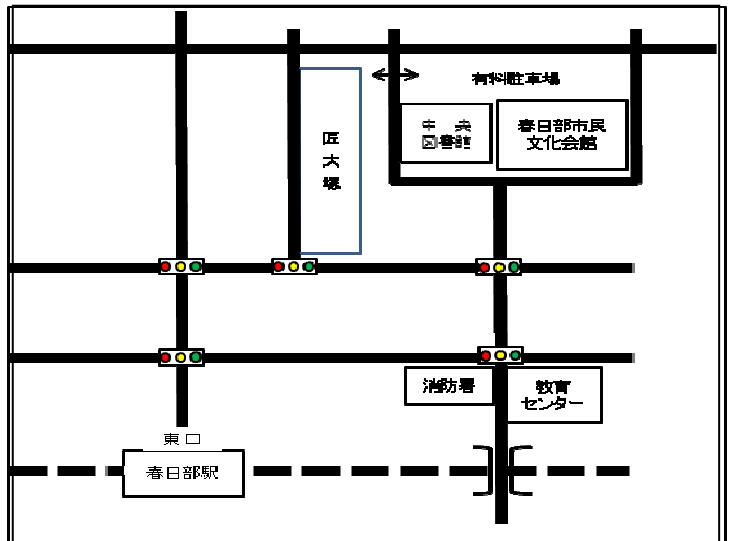 有料駐車場
中央
図書館
春日部市民
文化会館
匠大塚
消防署
教育
センター
東口
春日部駅